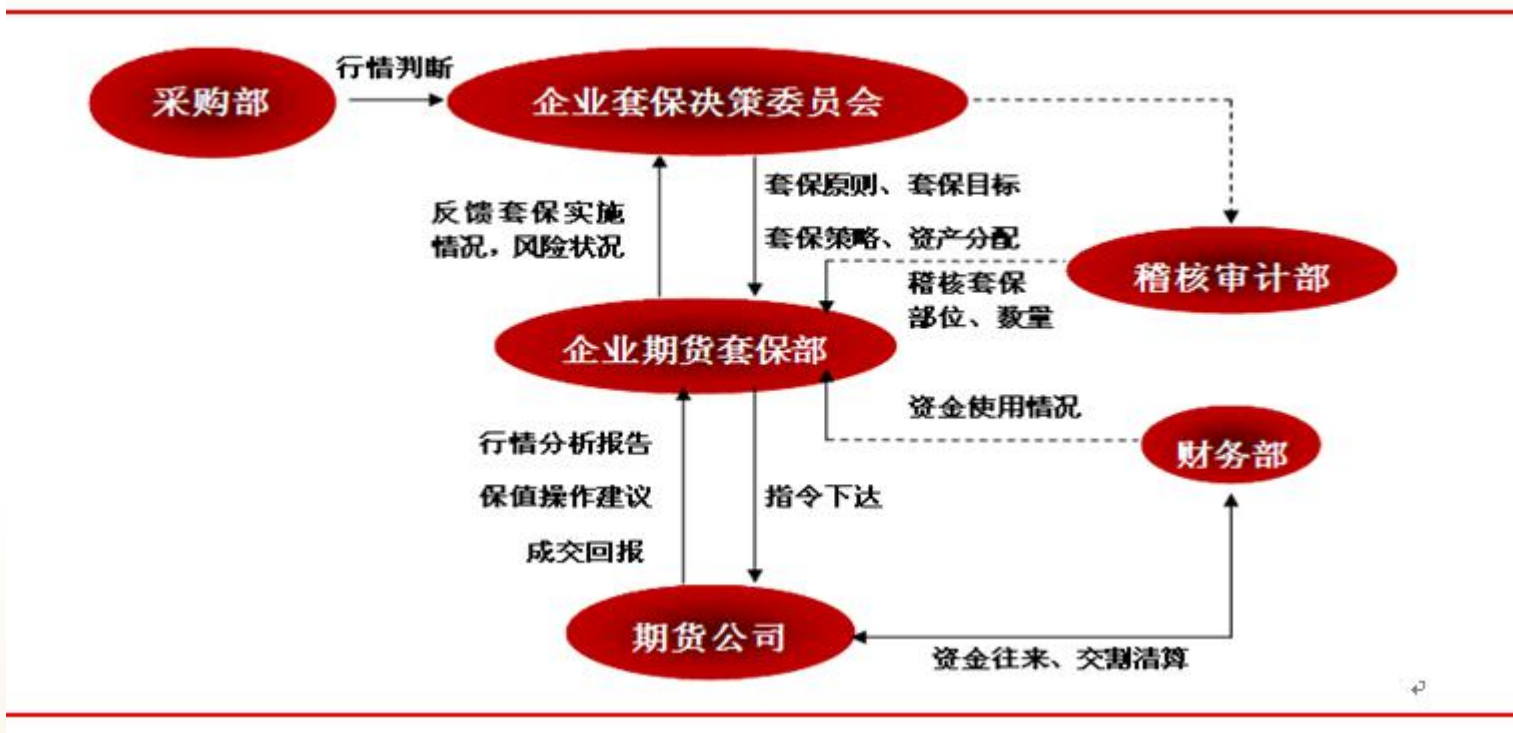 行情判断
采购部
企业套保决策委员会
套保原则、套保目标
反馈套保实施
情况，风险状况
套保策略、资产分配
稽核审计部
稽核套保
部位、数量
企业期货套保部
资金使用情况
行情分析报告
财务部
保值操作建议
指令下达
成交回报
期货公司
资金往来、交割清算